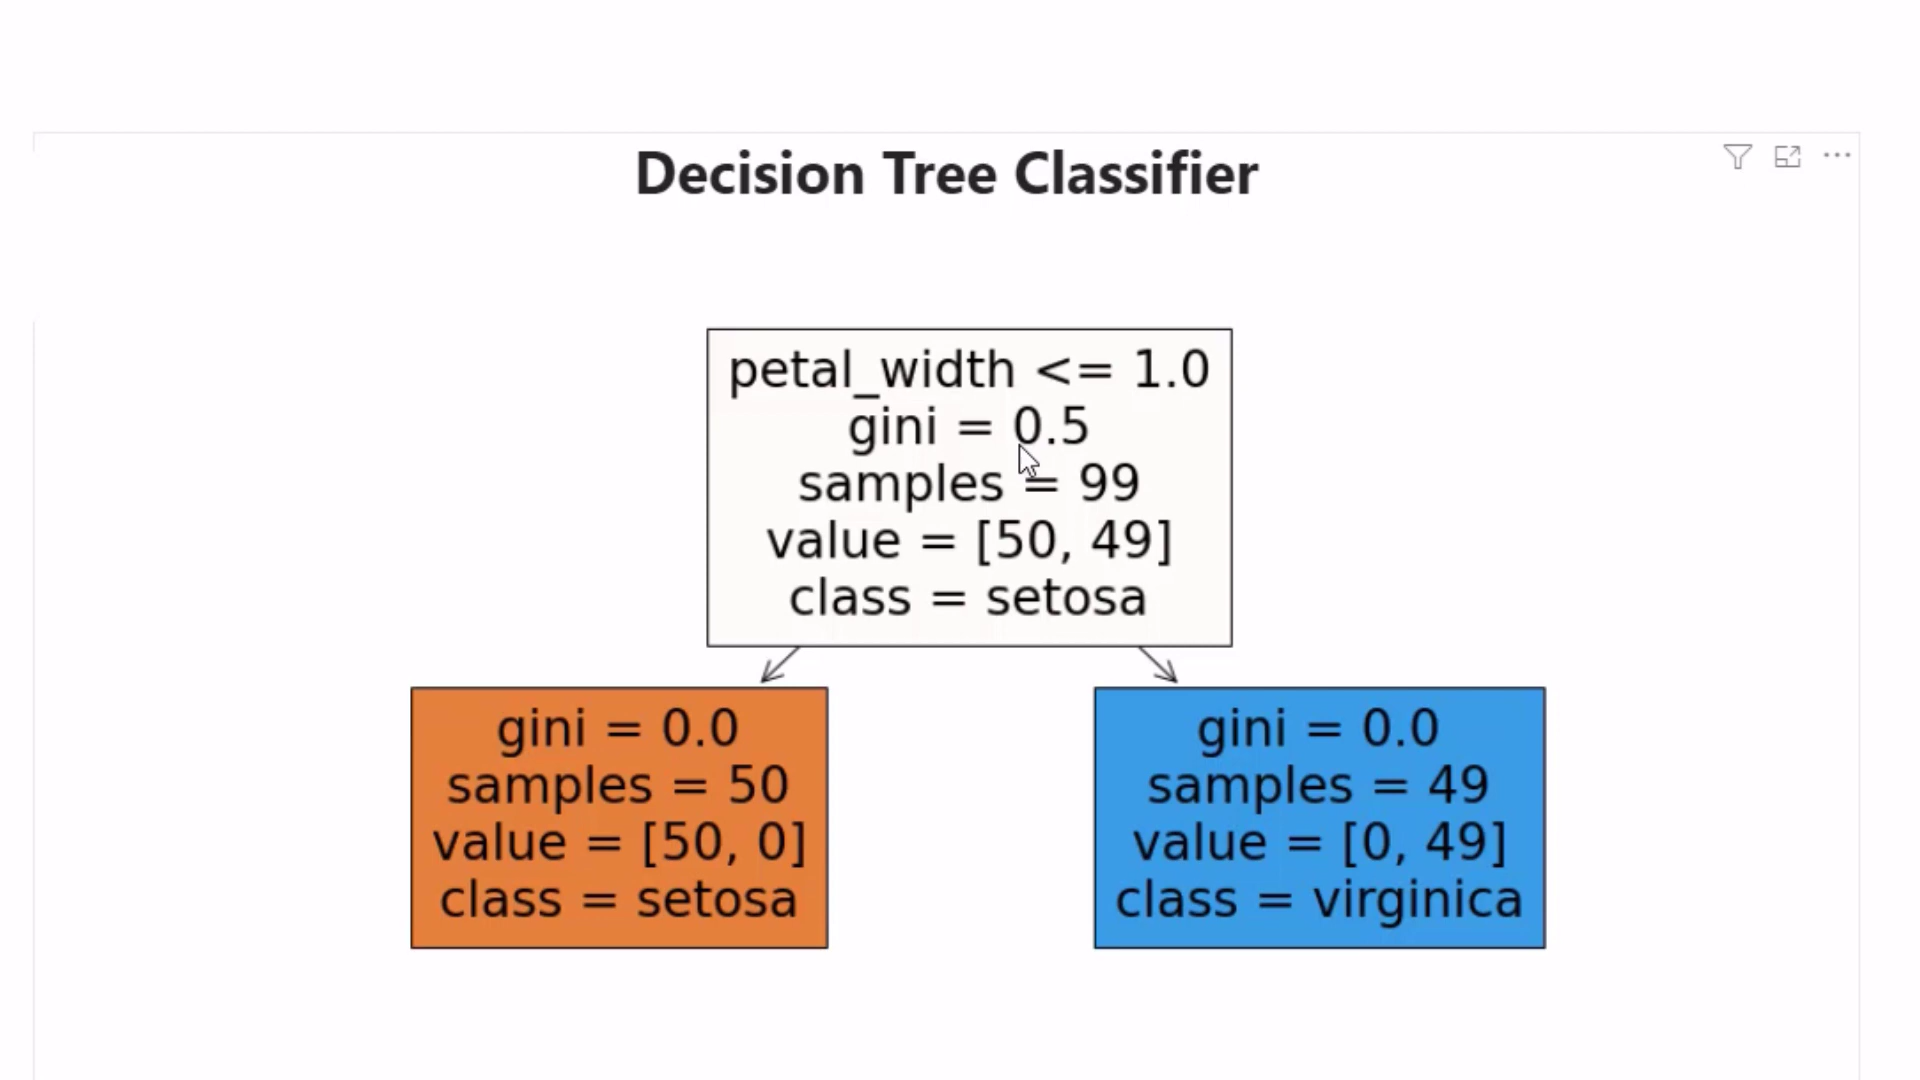 Decision Tree Classifier
petal_width <= 1.0
gini = 0.5
samples = 99
value = [50, 49]
class = setosa
gini = 0.0
samples = 50
value = [50, 0]
class = setosa
gini = 0.0
samples = 49
value = [0, 49]
class = virginica